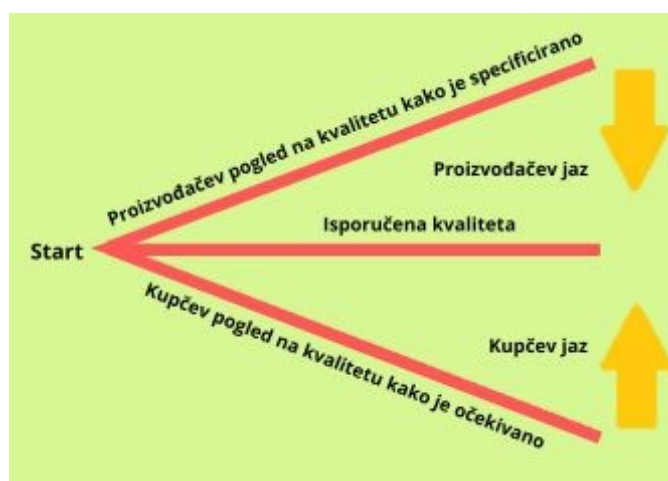 Proizvođačev pogled na kvalitetu kako je specificirano
Proizvođačev jaz
Isporučena kvaliteta
Start
Kupčev pogled na kvalitetu kako je očekivano
Kupčev jaz